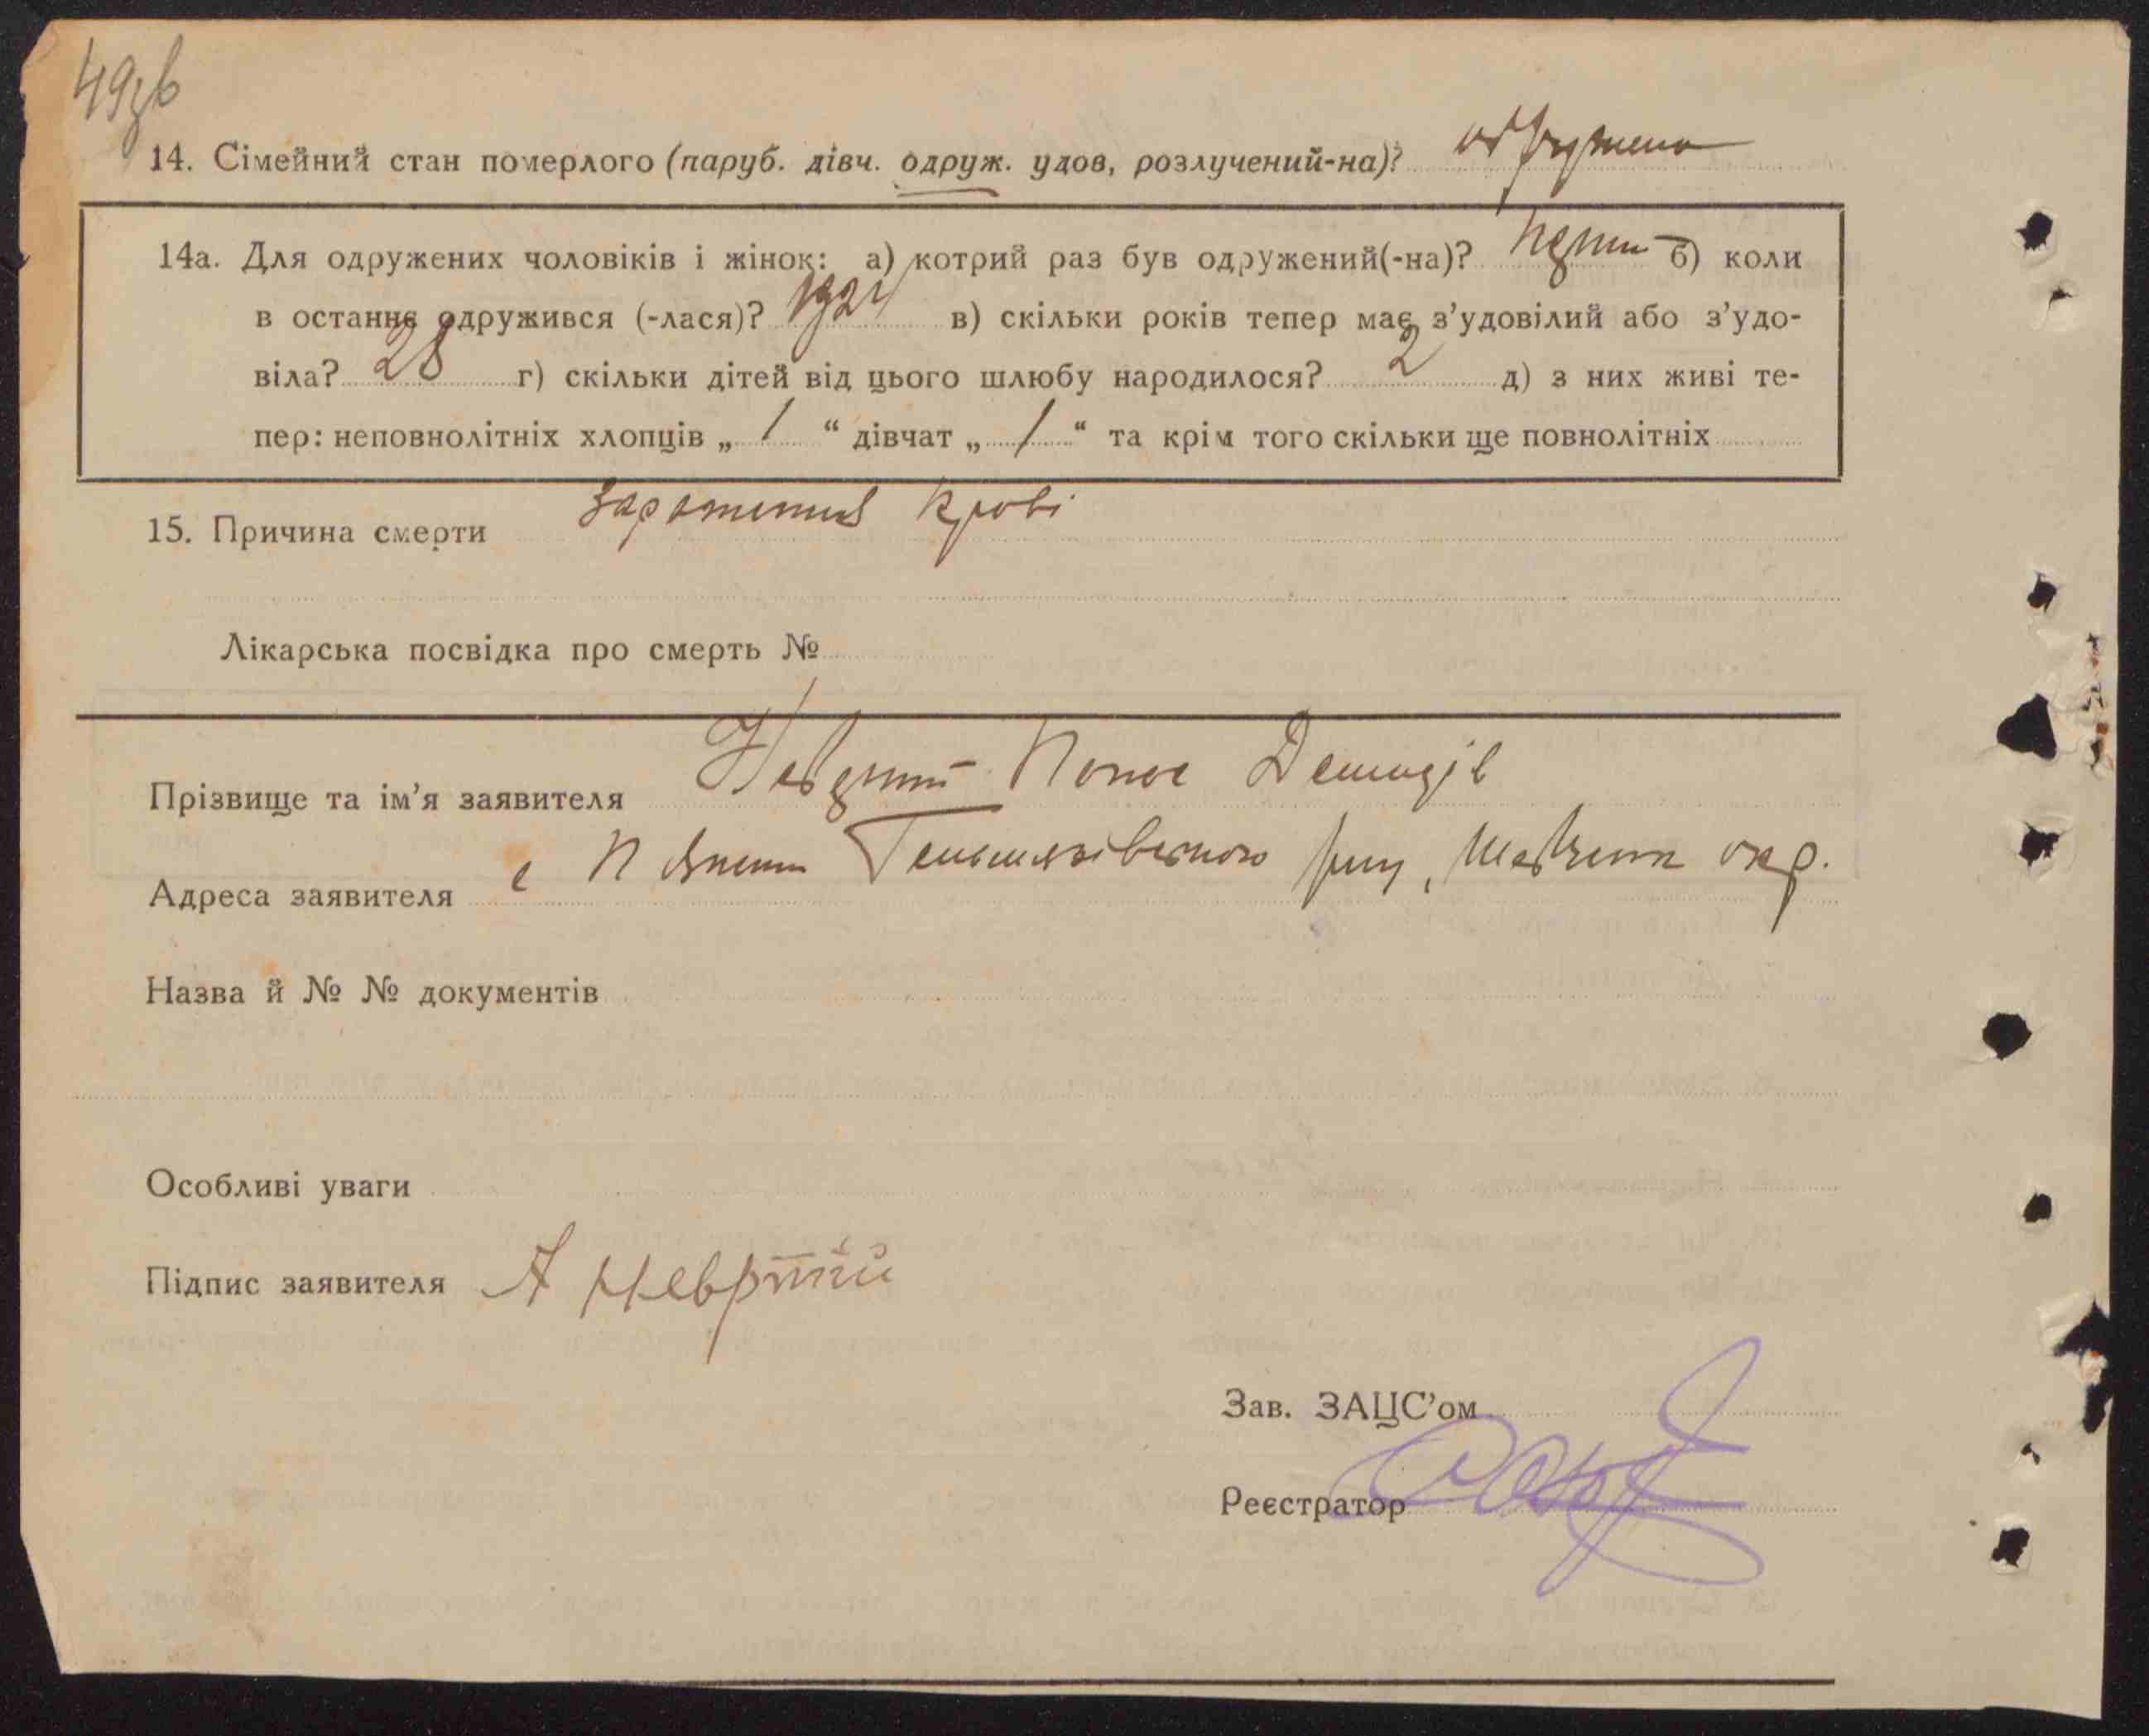 49зв
14. Сімейний стан померлого (паруб. дівч. одруж. удов, розлучений-на)? одружена
14а. Для одружених чоловіків і жінок: а) котрий раз був одружений(-на)? б) коли
в останнє одружився (-лася)? 192 в) скільки років тепер має з’удовілий або з’удо-
віла? 28 г) скільки дітей від цього шлюбу народилося? 2 д) з них живі те-
пер: неповнолітніх хлопців „ 1 “ дівчат „ 1 “ та крім того скільки ще повнолітніх
15. Причина смерти зараження крові
Лікарська посвідка про смерть №
Прізвище та ім’я заявителя Демидів
Адреса заявителя с окр.
Назва й № № документів
Особливі уваги
Підпис заявителя А
Зав. ЗАЦС’ом
Реєстратор